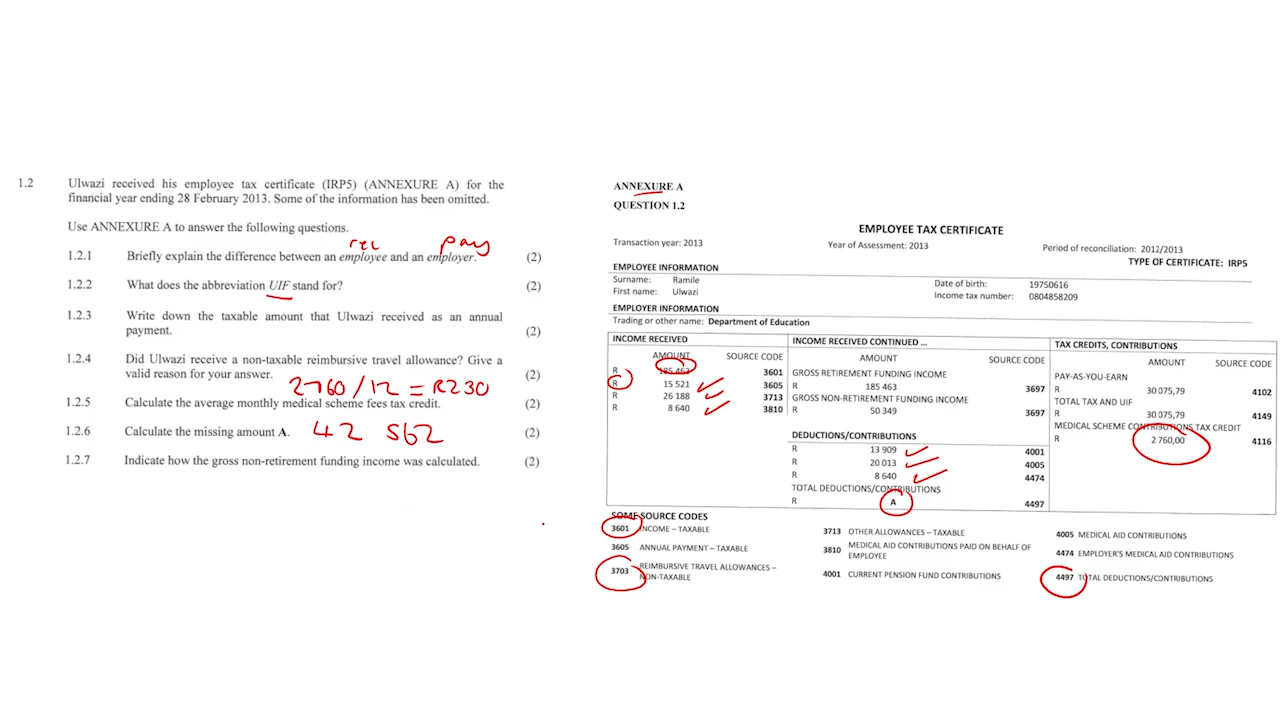 1.2 Ulwazi received his employee tax certificate (IRP5) (ANNEXURE A) for the
financial year ending 28 February 2013. Some of the information has been omitted.
Use ANNEXURE A to answer the following questions.
rec pay
1.2.1 Briefly explain the difference between an employee and an employer. (2)
1.2.2 What does the abbreviation UIF stand for? (2)
1.2.3 Write down the taxable amount that Ulwazi received as an annual
payment. (2)
1.2.4 Did Ulwazi receive a non-taxable reimbursive travel allowance? Give a
valid reason for your answer. (2)
2760/12 = R230
1.2.5 Calculate the average monthly medical scheme fees tax credit. (2)
1.2.6 Calculate the missing amount A. 42 562 (2)
1.2.7 Indicate how the gross non-retirement funding income was calculated. (2)
ANNEXURE A
QUESTION 1.2
EMPLOYEE TAX CERTIFICATE
Transaction year: 2013 Year of Assessment: 2013 Period of reconciliation: 2012/2013
TYPE OF CERTIFICATE: IRP5
EMPLOYEE INFORMATION
Surname: Ramile Date of birth: 19750616
First name: Ulwazi Income tax number: 0804858209
EMPLOYER INFORMATION
Trading or other name: Department of Education
INCOME RECEIVED
AMOUNT SOURCE CODE
R 185 463 3601
R 15 521 3605
R 26 188 3713
R 8 640 3810
INCOME RECEIVED CONTINUED ...
AMOUNT SOURCE CODE
GROSS RETIREMENT FUNDING INCOME
R 185 463 3697
GROSS NON-RETIREMENT FUNDING INCOME
R 50 349 3697
DEDUCTIONS/CONTRIBUTIONS
R 13 909 4001
R 20 013 4005
R 8 640 4474
TOTAL DEDUCTIONS/CONTRIBUTIONS
R A 4497
TAX CREDITS, CONTRIBUTIONS
AMOUNT SOURCE CODE
PAY-AS-YOU-EARN
R 30 075,79 4102
TOTAL TAX AND UIF
R 30 075,79 4149
MEDICAL SCHEME CONTRIBUTIONS TAX CREDIT
R 2 760,00 4116
SOME SOURCE CODES
3601 INCOME – TAXABLE
3605 ANNUAL PAYMENT – TAXABLE
3703 REIMBURSIVE TRAVEL ALLOWANCES –
NON-TAXABLE
3713 OTHER ALLOWANCES – TAXABLE
3810 MEDICAL AID CONTRIBUTIONS PAID ON BEHALF OF
EMPLOYEE
4001 CURRENT PENSION FUND CONTRIBUTIONS
4005 MEDICAL AID CONTRIBUTIONS
4474 EMPLOYER'S MEDICAL AID CONTRIBUTIONS
4497 TOTAL DEDUCTIONS/CONTRIBUTIONS